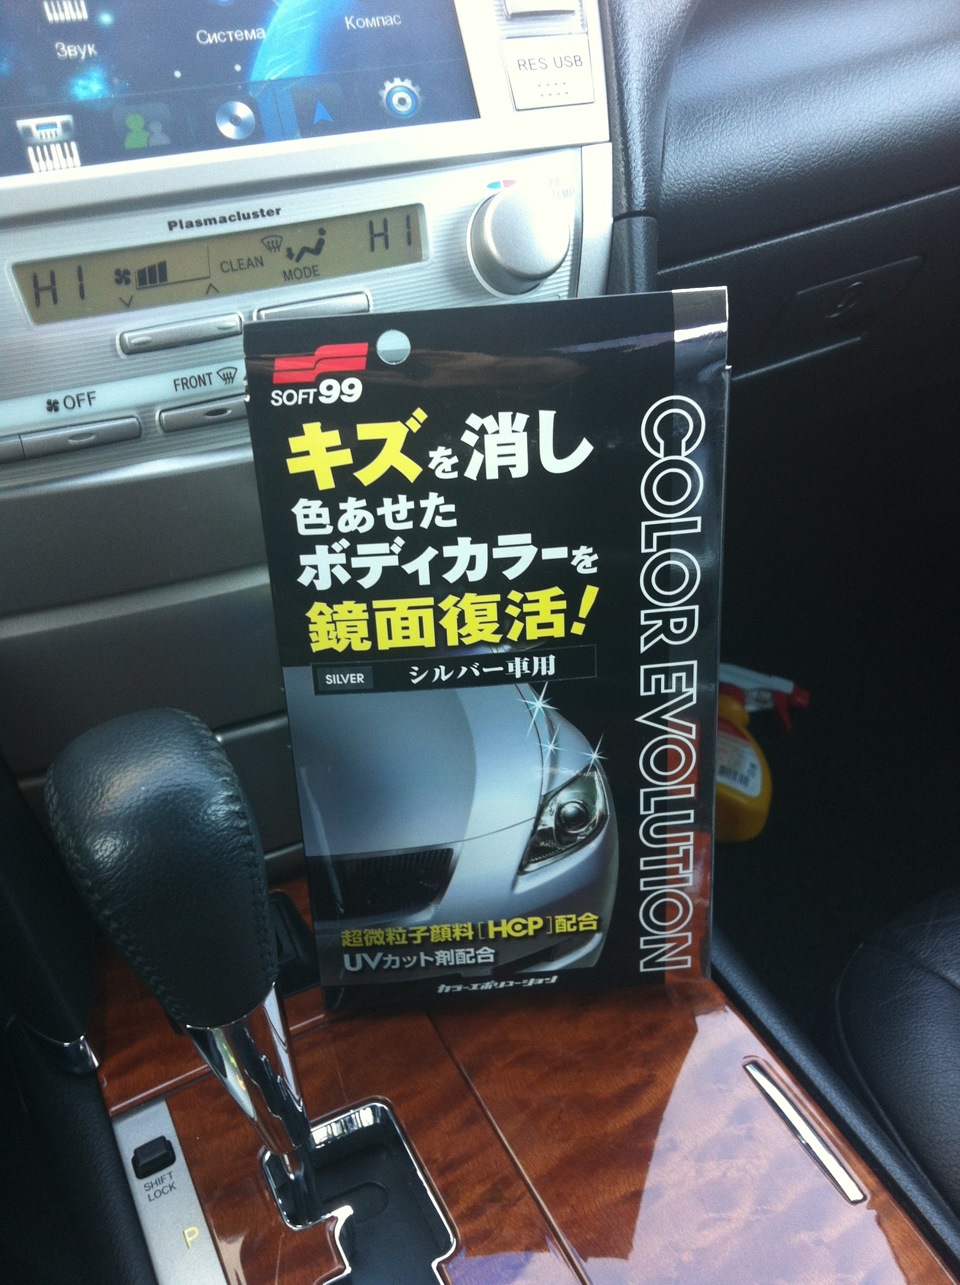 Звук
Система
Компас
RES USB
Plasmacluster
HI
CLEAN
MODE
HI
OFF
FRONT
SOFT99
キズを消し
色あせた
ボディカラーを
鏡面復活!
SILVER
シルバー車用
COLOR EVOLUTION
超微粒子顔料[HCP]配合
UVカット剤配合
カラーエボリューション
SHIFT
LOCK
P